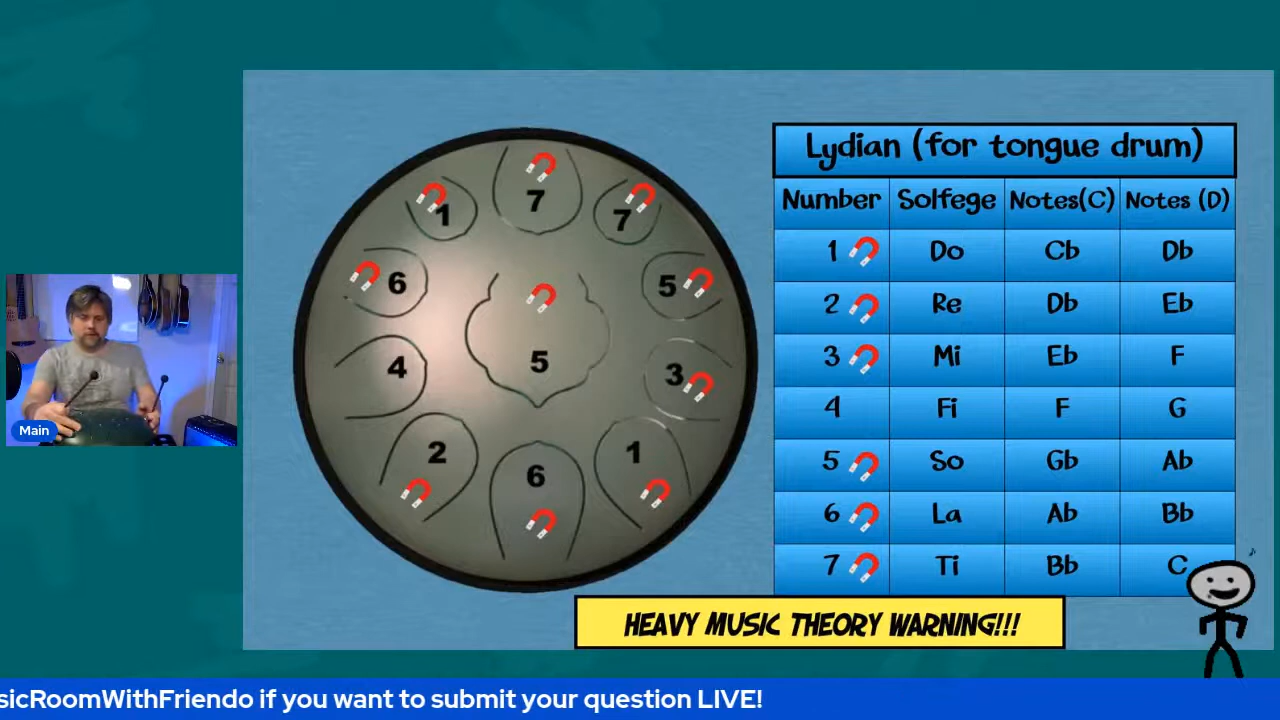 Lydian (for tongue drum)
Number Solfege Notes(C) Notes (D)
1 Do Cb Db
2 Re Db Eb
3 Mi Eb F
4 Fi F G
5 So Gb Ab
6 La Ab Bb
7 Ti Bb C
7
1 7
6 5
5
4 3
2 1
6
Main
HEAVY MUSIC THEORY WARNING!!!
sicRoomWithFriendo if you want to submit your question LIVE!